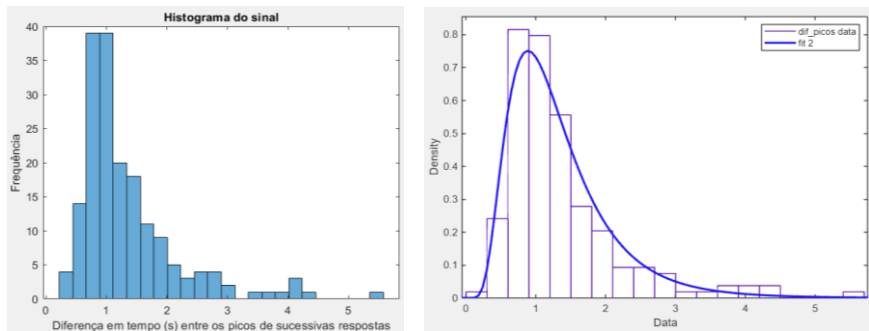 Histograma do sinal
Frequência
40
35
30
25
20
15
10
5
0
0 1 2 3 4 5
Diferença em tempo (s) entre os picos de sucessivas respostas
dif_picos data
fit 2
Density
0.8
0.7
0.6
0.5
0.4
0.3
0.2
0.1
0
0 1 2 3 4 5
Data